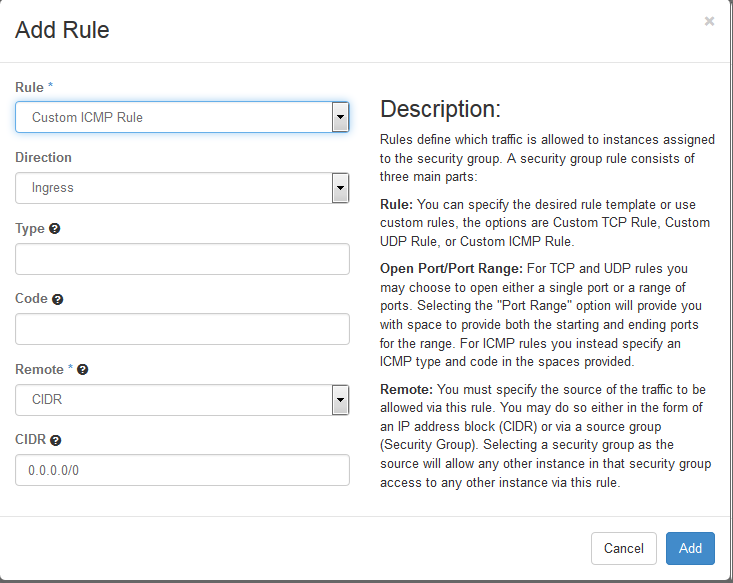 Add Rule
×
Rule *
Custom ICMP Rule
Direction
Ingress
Type ?
Code ?
Remote * ?
CIDR
CIDR ?
0.0.0.0/0
Description:
Rules define which traffic is allowed to instances assigned
to the security group. A security group rule consists of
three main parts:
Rule: You can specify the desired rule template or use
custom rules, the options are Custom TCP Rule, Custom
UDP Rule, or Custom ICMP Rule.
Open Port/Port Range: For TCP and UDP rules you
may choose to open either a single port or a range of
ports. Selecting the "Port Range" option will provide you
with space to provide both the starting and ending ports
for the range. For ICMP rules you instead specify an
ICMP type and code in the spaces provided.
Remote: You must specify the source of the traffic to be
allowed via this rule. You may do so either in the form of
an IP address block (CIDR) or via a source group
(Security Group). Selecting a security group as the
source will allow any other instance in that security group
access to any other instance via this rule.
Cancel
Add